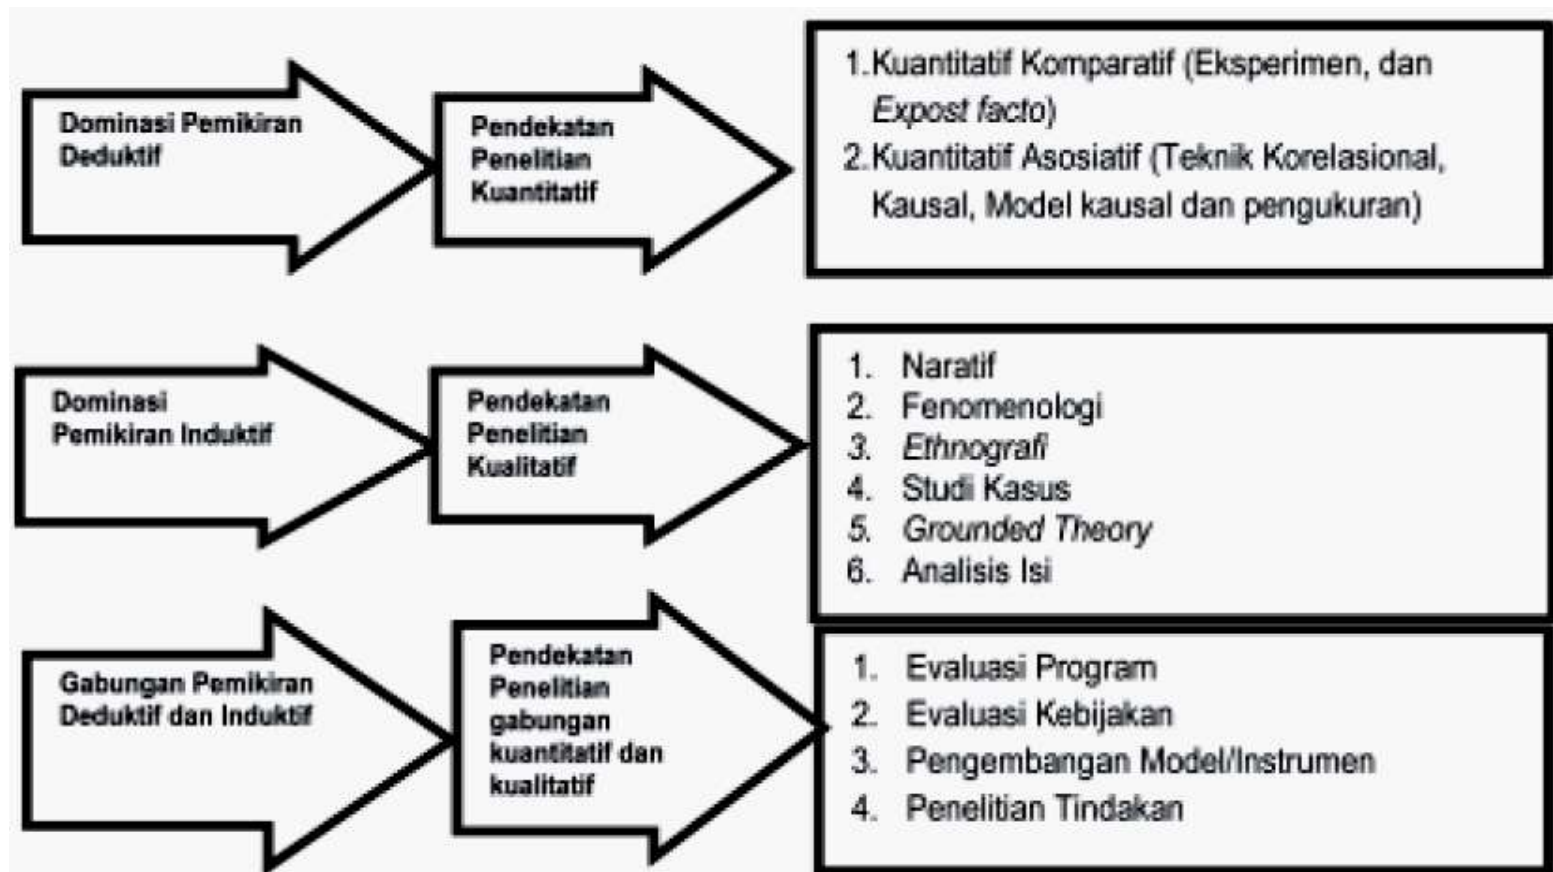 Dominasi Pemikiran
Deduktif
Pendekatan
Penelitian
Kuantitatif
1.Kuantitatif Komparatif (Eksperimen, dan
Expost facto)
2.Kuantitatif Asosiatif (Teknik Korelasional,
Kausal, Model kausal dan pengukuran)
Dominasi
Pemikiran Induktif
Pendekatan
Penelitian
Kualitatif
1. Naratif
2. Fenomenologi
3. Ethnografi
4. Studi Kasus
5. Grounded Theory
6. Analisis Isi
Gabungan Pemikiran
Deduktif dan Induktif
Pendekatan
Penelitian
gabungan
kuantitatif dan
kualitatif
1. Evaluasi Program
2. Evaluasi Kebijakan
3. Pengembangan Model/Instrumen
4. Penelitian Tindakan